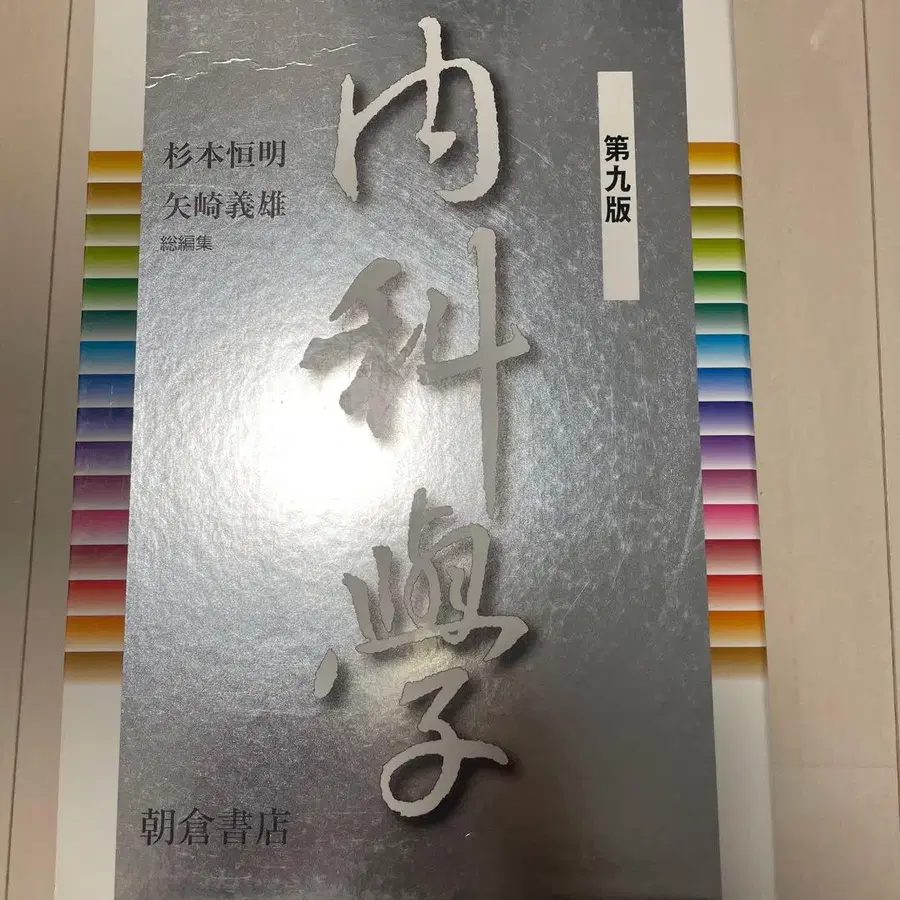 内科學
第九版
杉本恒明
矢崎義雄
総編集
朝倉書店